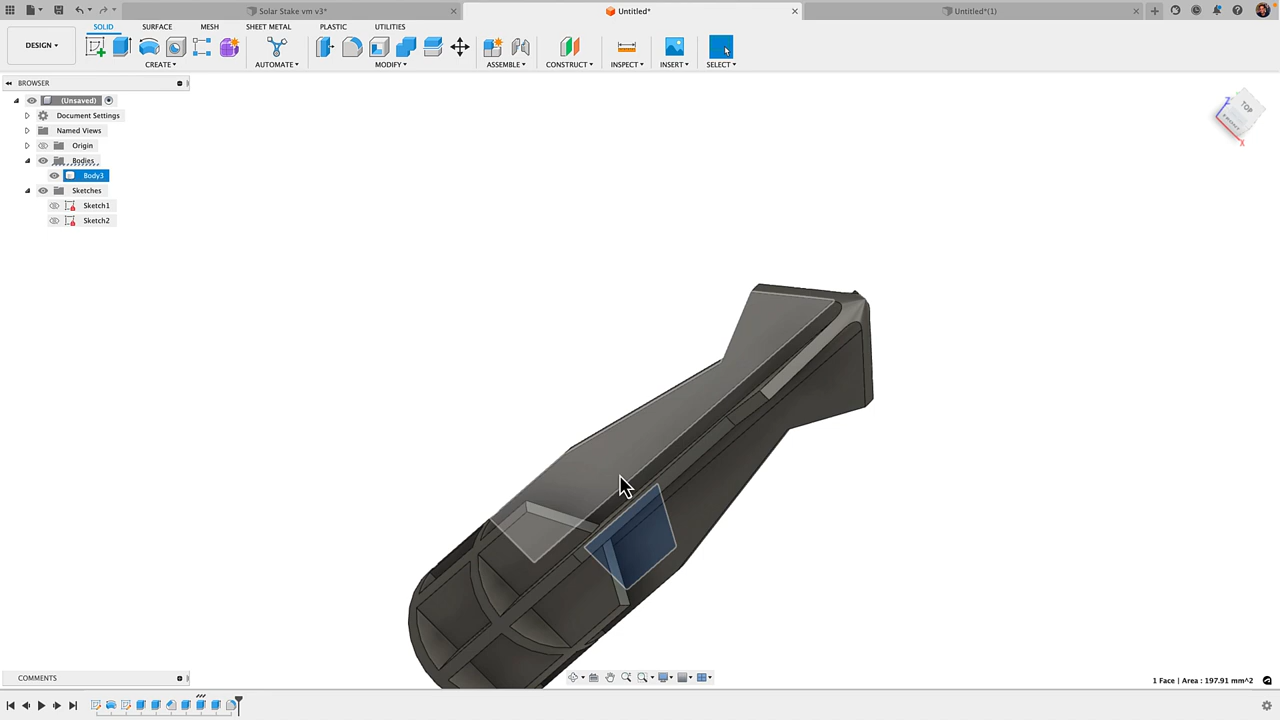 Solar Stake vm v3*
Untitled*
Untitled*(1)
DESIGN
SOLID
SURFACE
MESH
SHEET METAL
PLASTIC
UTILITIES
CREATE
AUTOMATE
MODIFY
ASSEMBLE
CONSTRUCT
INSPECT
INSERT
SELECT
BROWSER
(Unsaved)
Document Settings
Named Views
Origin
Bodies
Body3
Sketches
Sketch1
Sketch2
Z
TOP
FRONT
X
COMMENTS
1 Face | Area : 197.91 mm^2